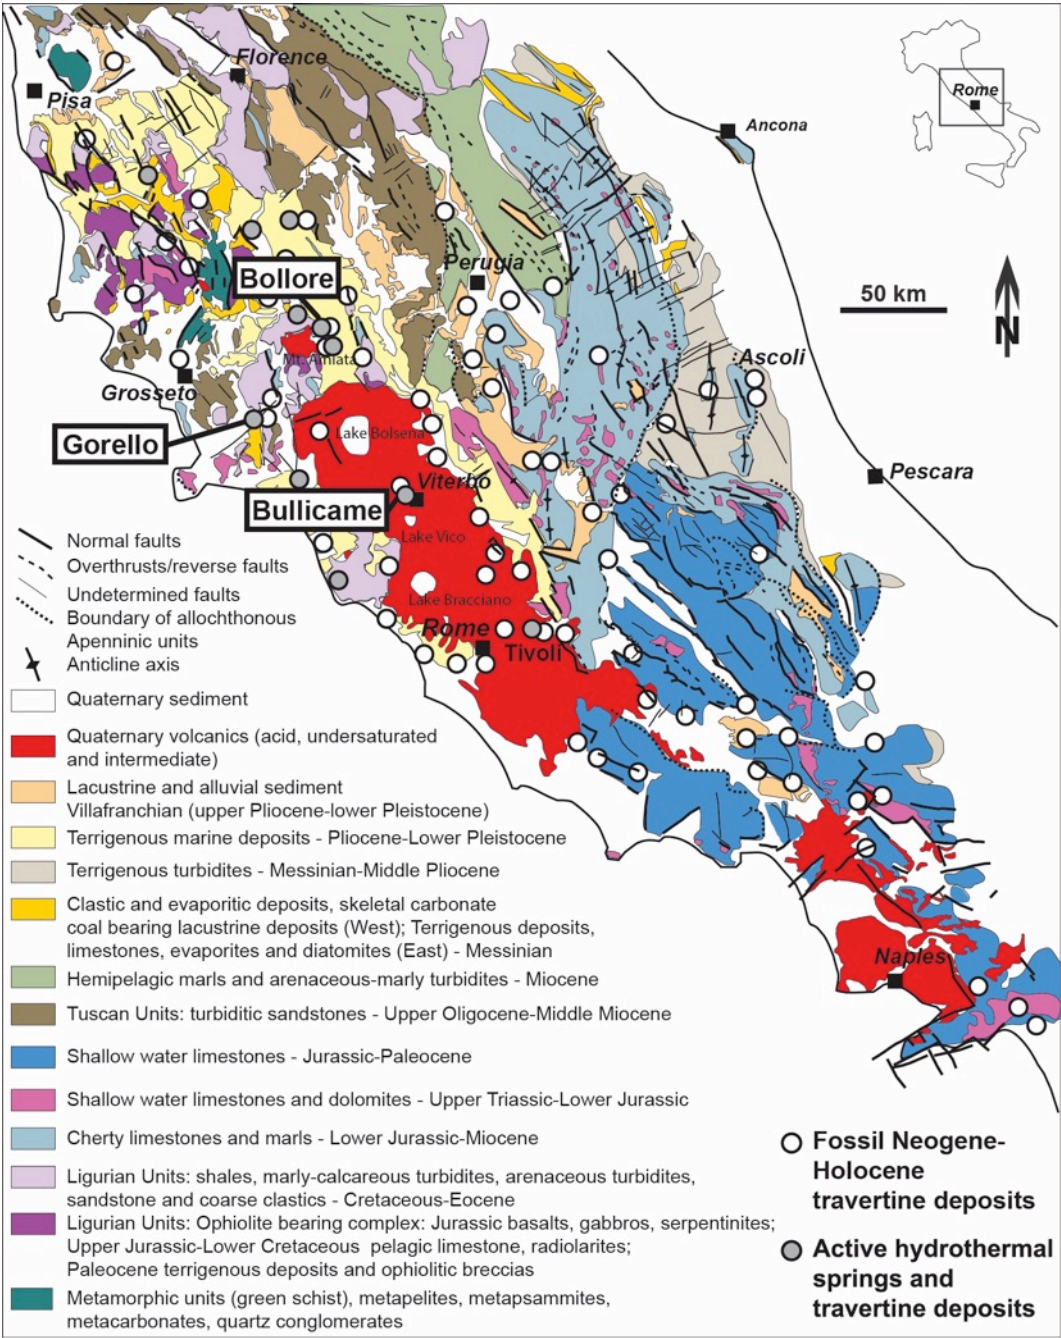 Florence
Pisa
Rome
Ancona
Perugia
Bollore
50 km
N
Mt. Amiata
Ascoli
Grosseto
Gorello
Lake Bolsena
Viterbo
Pescara
Bullicame
Lake Vico
Lake Bracciano
Rome
Tivoli
Naples
Normal faults
Overthrusts/reverse faults
Undetermined faults
Boundary of allochthonous
Apenninic units
Anticline axis
Quaternary sediment
Quaternary volcanics (acid, undersaturated
and intermediate)
Lacustrine and alluvial sediment
Villafranchian (upper Pliocene-lower Pleistocene)
Terrigenous marine deposits - Pliocene-Lower Pleistocene
Terrigenous turbidites - Messinian-Middle Pliocene
Clastic and evaporitic deposits, skeletal carbonate
coal bearing lacustrine deposits (West); Terrigenous deposits,
limestones, evaporites and diatomites (East) - Messinian
Hemipelagic marls and arenaceous-marly turbidites - Miocene
Tuscan Units: turbiditic sandstones - Upper Oligocene-Middle Miocene
Shallow water limestones - Jurassic-Paleocene
Shallow water limestones and dolomites - Upper Triassic-Lower Jurassic
Cherty limestones and marls - Lower Jurassic-Miocene
Ligurian Units: shales, marly-calcareous turbidites, arenaceous turbidites,
sandstone and coarse clastics - Cretaceous-Eocene
Ligurian Units: Ophiolite bearing complex: Jurassic basalts, gabbros, serpentinites;
Upper Jurassic-Lower Cretaceous pelagic limestone, radiolarites;
Paleocene terrigenous deposits and ophiolitic breccias
Metamorphic units (green schist), metapelites, metapsammites,
metacarbonates, quartz conglomerates
Fossil Neogene-
Holocene
travertine deposits
Active hydrothermal
springs and
travertine deposits